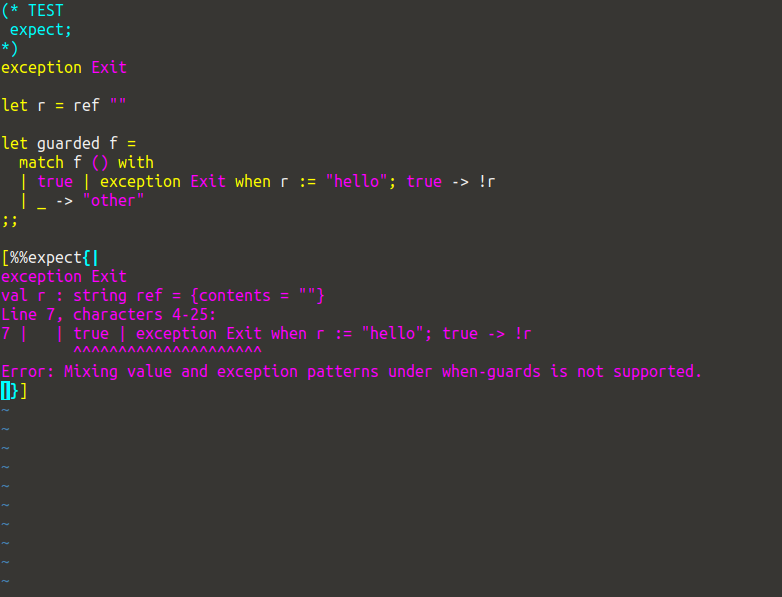 (* TEST
 expect;
*)
exception Exit

let r = ref ""

let guarded f =
  match f () with
  | true | exception Exit when r := "hello"; true -> !r
  | _ -> "other"
;;

[%%expect{|
exception Exit
val r : string ref = {contents = ""}
Line 7, characters 4-25:
7 |   | true | exception Exit when r := "hello"; true -> !r
        ^^^^^^^^^^^^^^^^^^^^^
Error: Mixing value and exception patterns under when-guards is not supported.
|}]
~
~
~
~
~
~
~
~
~
~